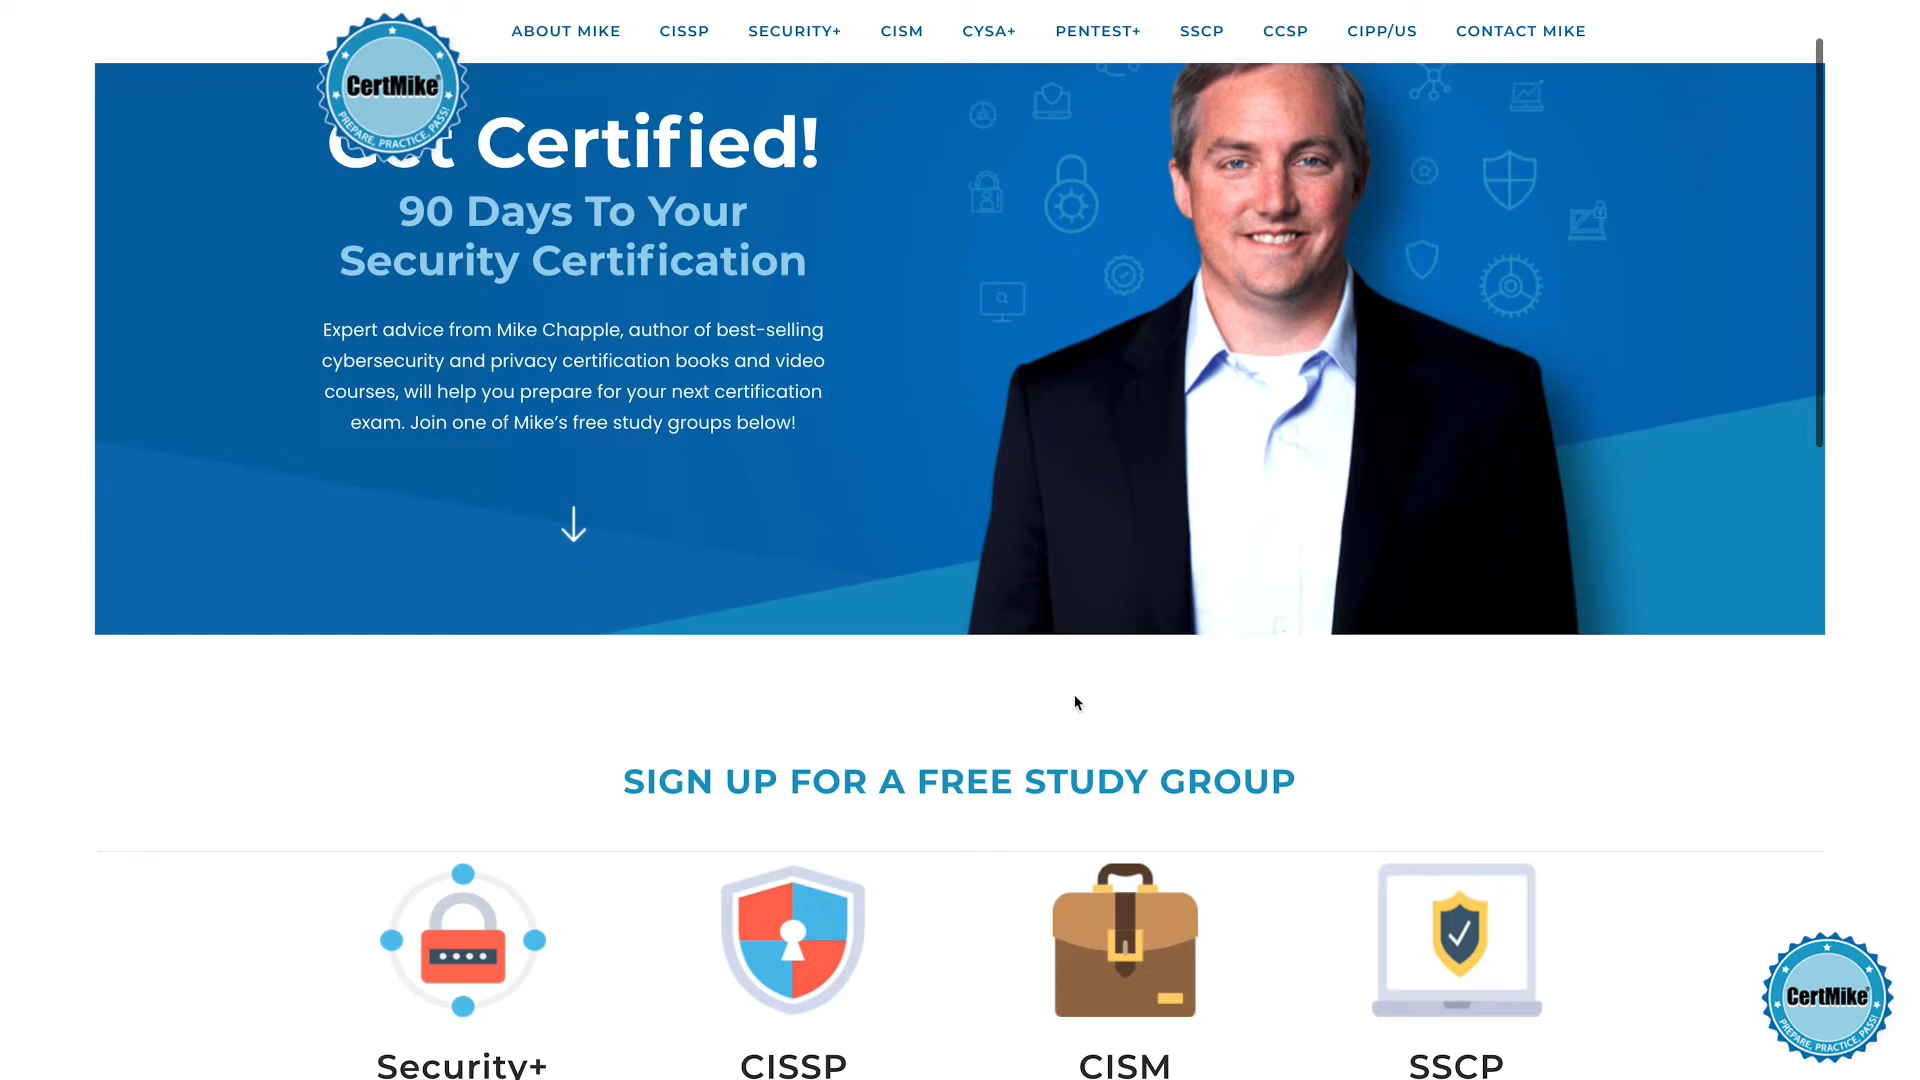 ABOUT MIKE CISSP SECURITY+ CISM CYSA+ PENTEST+ SSCP CCSP CIPP/US CONTACT MIKE
CertMike
PREPARE, PRACTICE, PASS!
Get Certified!
90 Days To Your
Security Certification
Expert advice from Mike Chapple, author of best-selling
cybersecurity and privacy certification books and video
courses, will help you prepare for your next certification
exam. Join one of Mike’s free study groups below!
SIGN UP FOR A FREE STUDY GROUP
Security+ CISSP CISM SSCP
CertMike
PREPARE, PRACTICE, PASS!